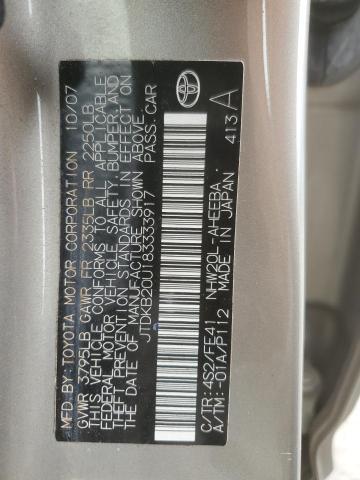 MFD.BY:TOYOTA MOTOR CORPORATION 10/07
GVWR 3795LB GAWR FR 2335LB RR 2250LB
THIS VEHICLE CONFORMS TO ALL APPLICABLE
FEDERAL MOTOR VEHICLE SAFETY, BUMPER, AND
THEFT PREVENTION STANDARDS IN EFFECT ON
THE DATE OF MANUFACTURE SHOWN ABOVE.
JTDKB20U183333917 PASS.CAR
C/TR:4S2/FE41 NHW20L-AHEEBA
A/TM:-01A/P112 MADE IN JAPAN 413 A